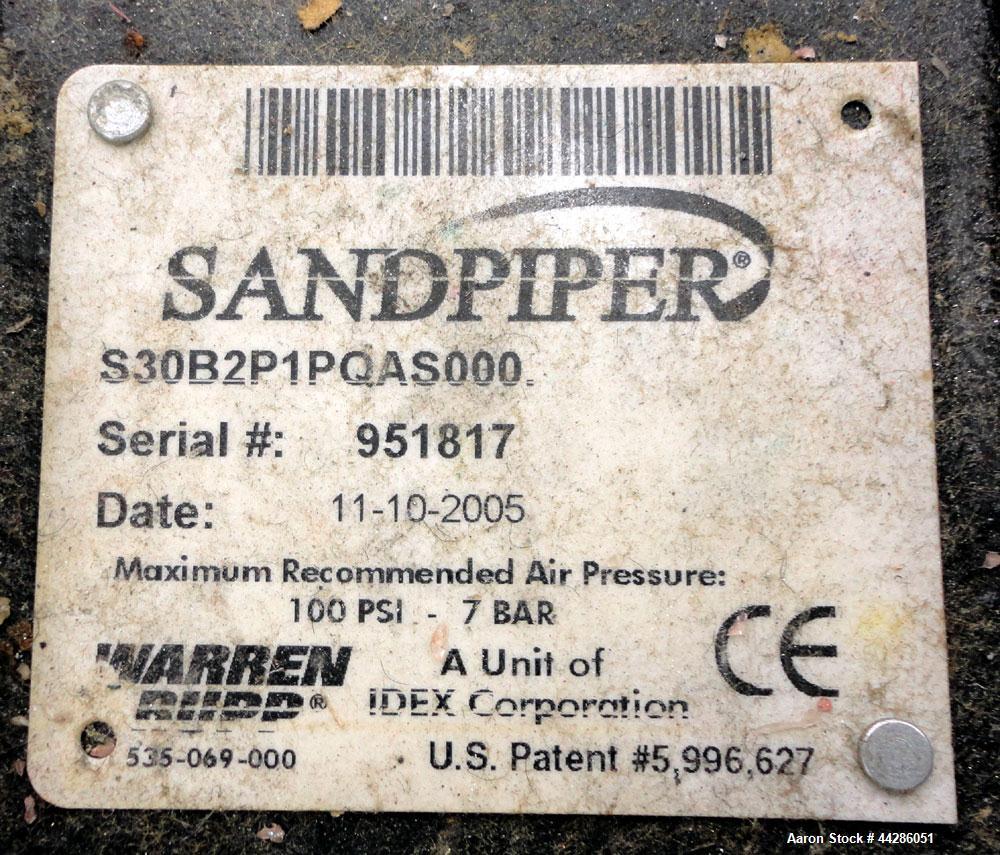 SANDPIPER®
S30B2P1PQAS000.
Serial #: 951817
Date: 11-10-2005
Maximum Recommended Air Pressure:
100 PSI - 7 BAR
CE
WARREN RUPP®
A Unit of
IDEX Corporation
535-069-000
U.S. Patent #5,996,627
Aaron Stock # 44286051